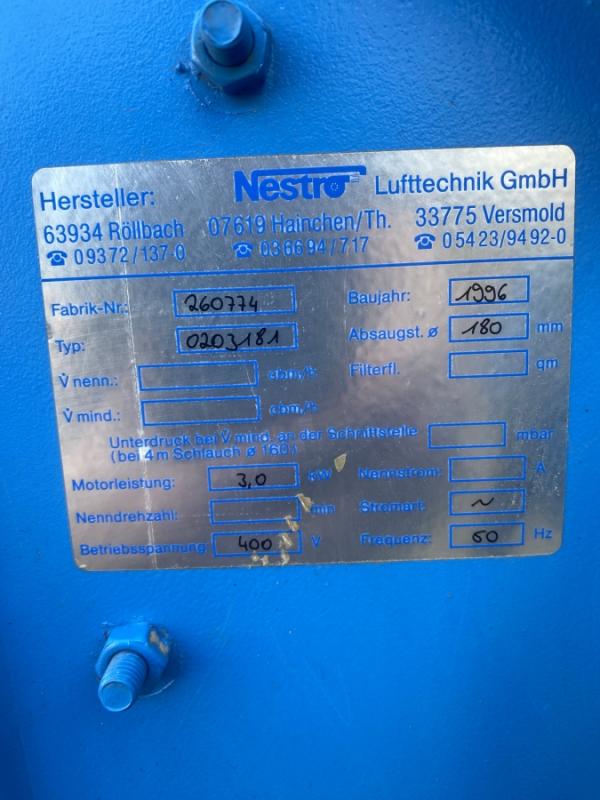 Hersteller: Nestro Lufttechnik GmbH
63934 Röllbach 07619 Hainchen/Th. 33775 Versmold
☎ 09372/137-0 ☎ 036694/717 ☎ 05423/9492-0
Fabrik-Nr.: 260774 Baujahr: 1996
Typ: 0203181 Absaugst. ø 180 mm
V̇ nenn.: cbm/h Filterfl. qm
V̇ mind.: cbm/h
Unterdruck bei V̇ mind. an der Schnittstelle mbar
(bei 4 m Schlauch ø 160)
Motorleistung: 3,0 kW Nennstrom: A
Nenndrehzahl: min Stromart: ~
Betriebsspannung 400 V Frequenz: 50 Hz